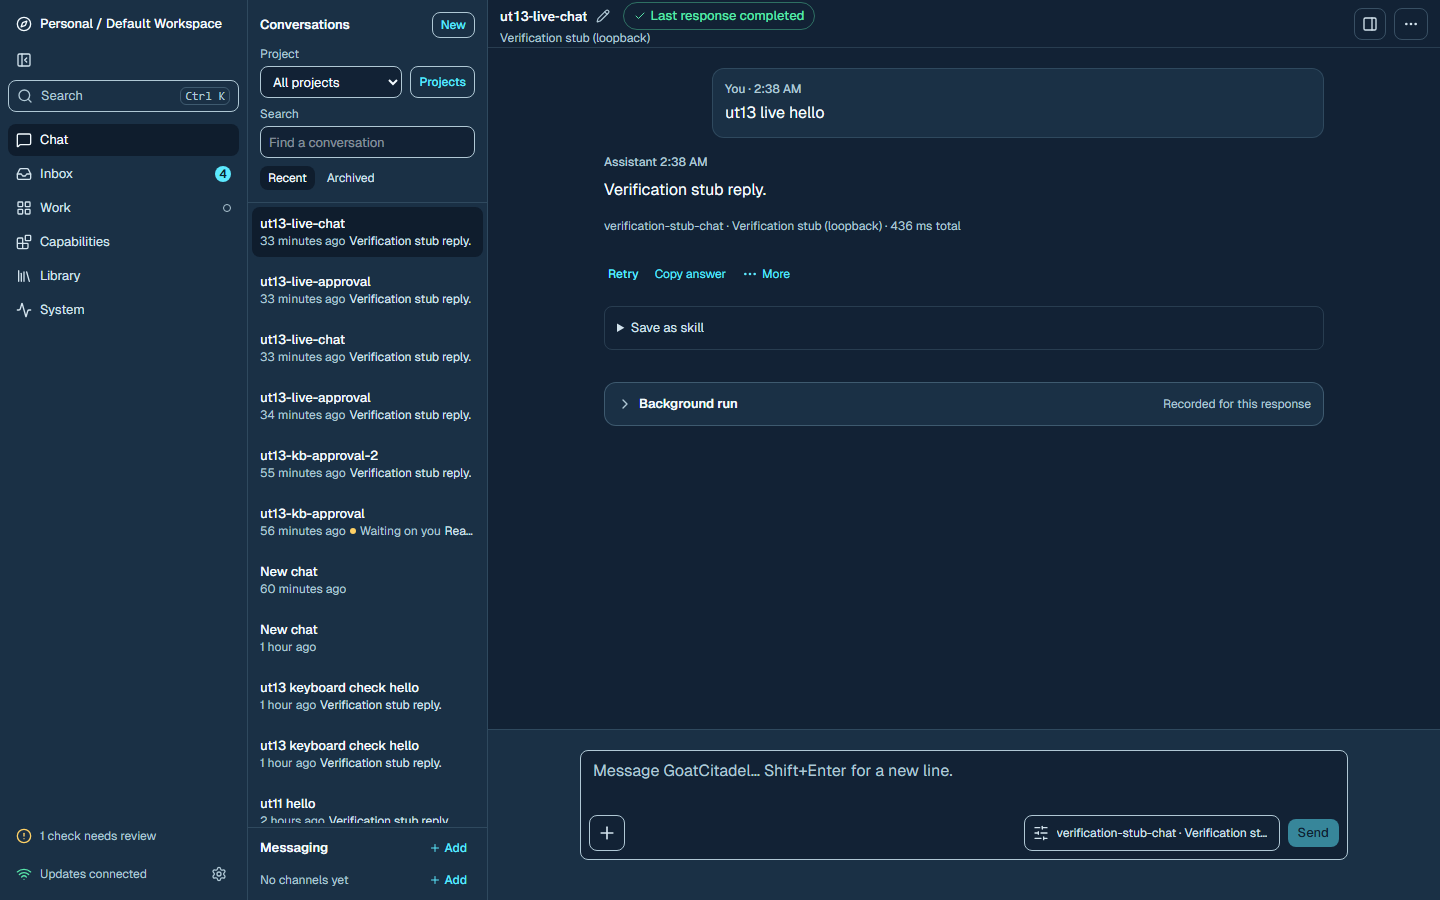 Personal / Default Workspace
Search Ctrl K
Chat
Inbox 4
Work
Capabilities
Library
System
1 check needs review
Updates connected
Conversations New
Project
All projects Projects
Search
Find a conversation
Recent Archived
ut13-live-chat
33 minutes ago Verification stub reply.
ut13-live-approval
33 minutes ago Verification stub reply.
ut13-live-chat
33 minutes ago Verification stub reply.
ut13-live-approval
34 minutes ago Verification stub reply.
ut13-kb-approval-2
55 minutes ago Verification stub reply.
ut13-kb-approval
56 minutes ago Waiting on you Rea...
New chat
60 minutes ago
New chat
1 hour ago
ut13 keyboard check hello
1 hour ago Verification stub reply.
ut13 keyboard check hello
1 hour ago Verification stub reply.
ut11 hello
2 hours ago Verification stub reply
Messaging + Add
No channels yet + Add
ut13-live-chat Last response completed
Verification stub (loopback)
You · 2:38 AM
ut13 live hello
Assistant 2:38 AM
Verification stub reply.
verification-stub-chat · Verification stub (loopback) · 436 ms total
Retry Copy answer ··· More
Save as skill
Background run Recorded for this response
Message GoatCitadel... Shift+Enter for a new line.
verification-stub-chat · Verification st... Send